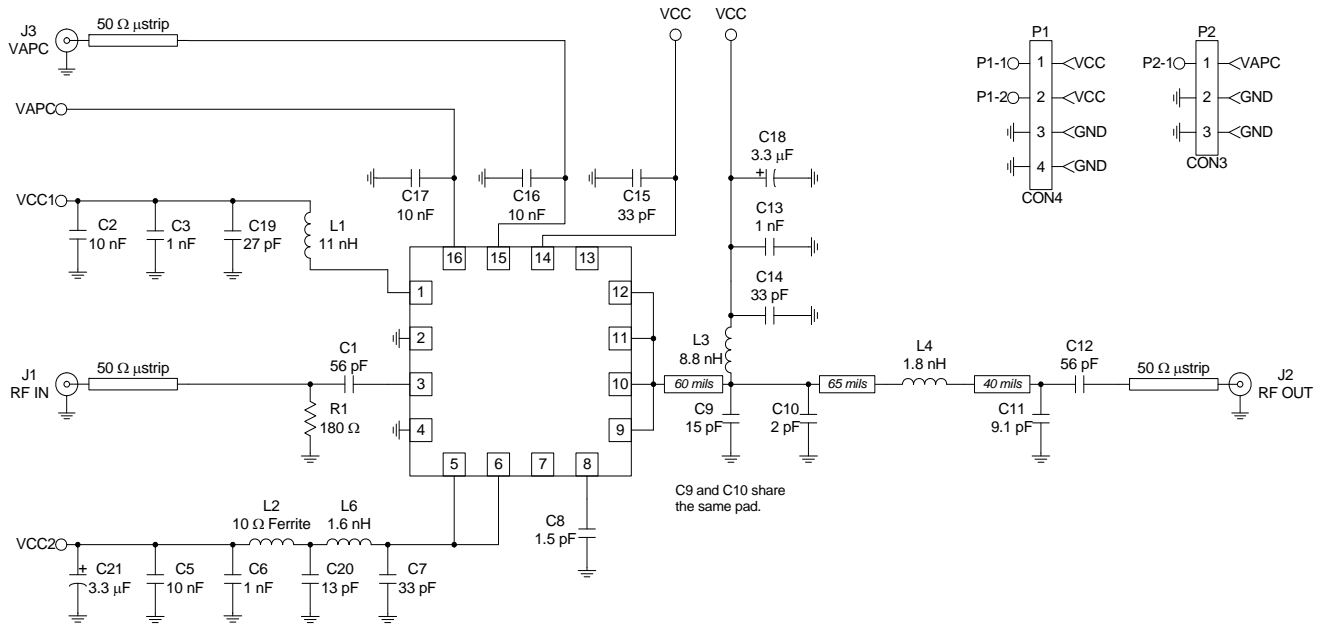 J3
VAPC
50 Ω μstrip
VCC
VCC
P1
P1-1
1
VCC
P1-2
2
VCC
3
GND
4
GND
CON4
P2
P2-1
1
VAPC
2
GND
3
GND
CON3
VAPC
C17
10 nF
C16
10 nF
C15
33 pF
C18
3.3 μF
+
C13
1 nF
C14
33 pF
VCC1
C2
10 nF
C3
1 nF
C19
27 pF
L1
11 nH
16
15
14
13
1
2
3
4
12
11
10
9
5
6
7
8
J1
RF IN
50 Ω μstrip
C1
56 pF
R1
180 Ω
L3
8.8 nH
60 mils
C9
15 pF
C10
2 pF
65 mils
L4
1.8 nH
40 mils
C11
9.1 pF
C12
56 pF
50 Ω μstrip
J2
RF OUT
C9 and C10 share
the same pad.
C8
1.5 pF
VCC2
L2
10 Ω Ferrite
L6
1.6 nH
+
C21
3.3 μF
C5
10 nF
C6
1 nF
C20
13 pF
C7
33 pF